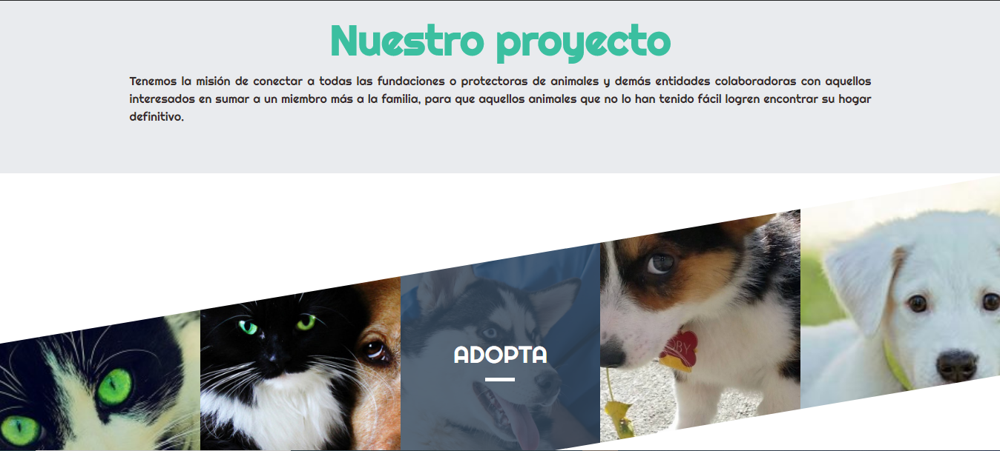 Nuestro proyecto
Tenemos la misión de conectar a todas las fundaciones o protectoras de animales y demás entidades colaboradoras con aquellos
interesados en sumar a un miembro más a la familia, para que aquellos animales que no lo han tenido fácil logren encontrar su hogar
definitivo.
ADOPTA